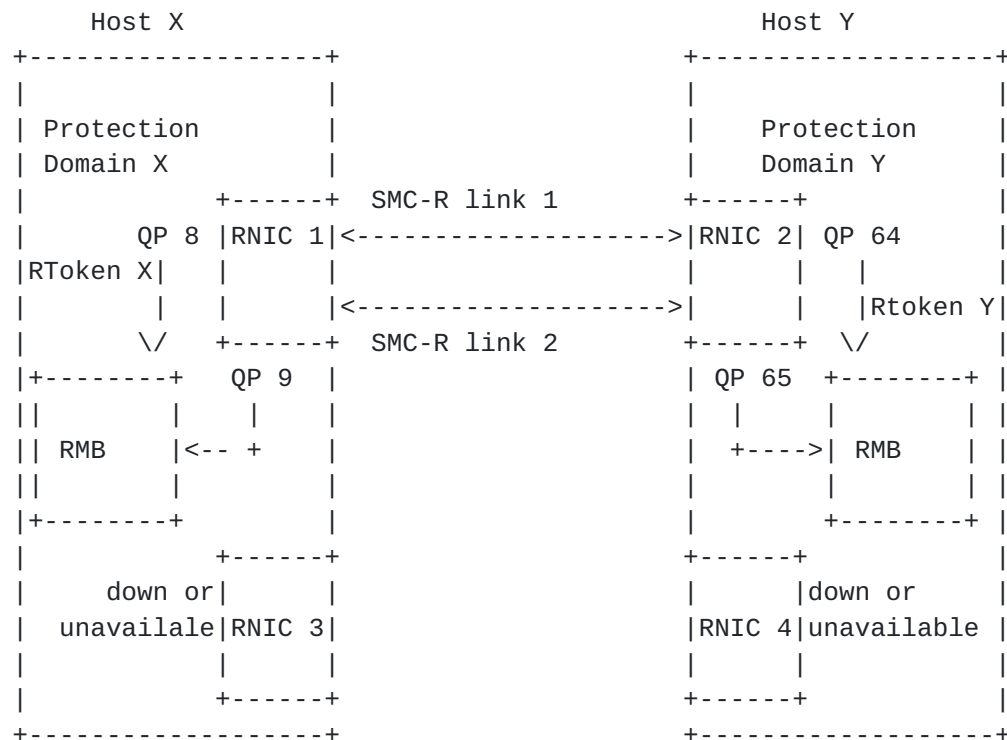 Host X Host Y
Protection Protection
Domain X Domain Y
SMC-R link 1
QP 8 RNIC 1 RNIC 2 QP 64
RToken X
Rtoken Y
SMC-R link 2
QP 9 QP 65
RMB RMB
down or down or
unavailale RNIC 3 RNIC 4 unavailable